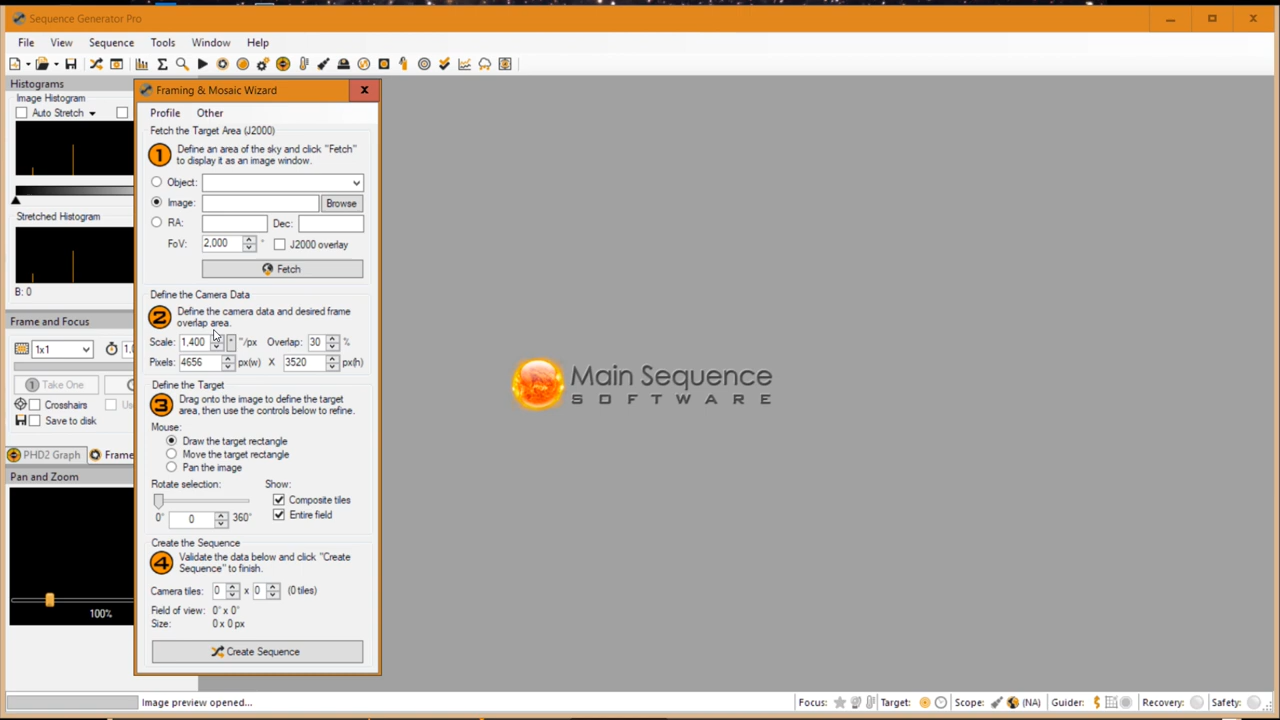 Sequence Generator Pro
File View Sequence Tools Window Help
Histograms
Image Histogram
Auto Stretch
Stretched Histogram
B: 0
Frame and Focus
1x1
1 Take One
Crosshairs
Save to disk
PHD2 Graph Frame
Pan and Zoom
100%
Framing & Mosaic Wizard X
Profile Other
Fetch the Target Area (J2000)
1 Define an area of the sky and click "Fetch"
to display it as an image window.
Object:
Image: Browse
RA: Dec:
FoV: 2,000 ° J2000 overlay
Fetch
Define the Camera Data
2 Define the camera data and desired frame
overlap area.
Scale: 1,400 * "/px Overlap: 30 %
Pixels: 4656 px(w) X 3520 px(h)
Define the Target
3 Drag onto the image to define the target
area, then use the controls below to refine.
Mouse:
Draw the target rectangle
Move the target rectangle
Pan the image
Rotate selection: Show:
Composite tiles
0° 0 360° Entire field
Create the Sequence
4 Validate the data below and click "Create
Sequence" to finish.
Camera tiles: 0 x 0 (0 tiles)
Field of view: 0° x 0°
Size: 0 x 0 px
Create Sequence
Main Sequence
SOFTWARE
Image preview opened... Focus: Target: Scope: (NA) Guider: Recovery: Safety: